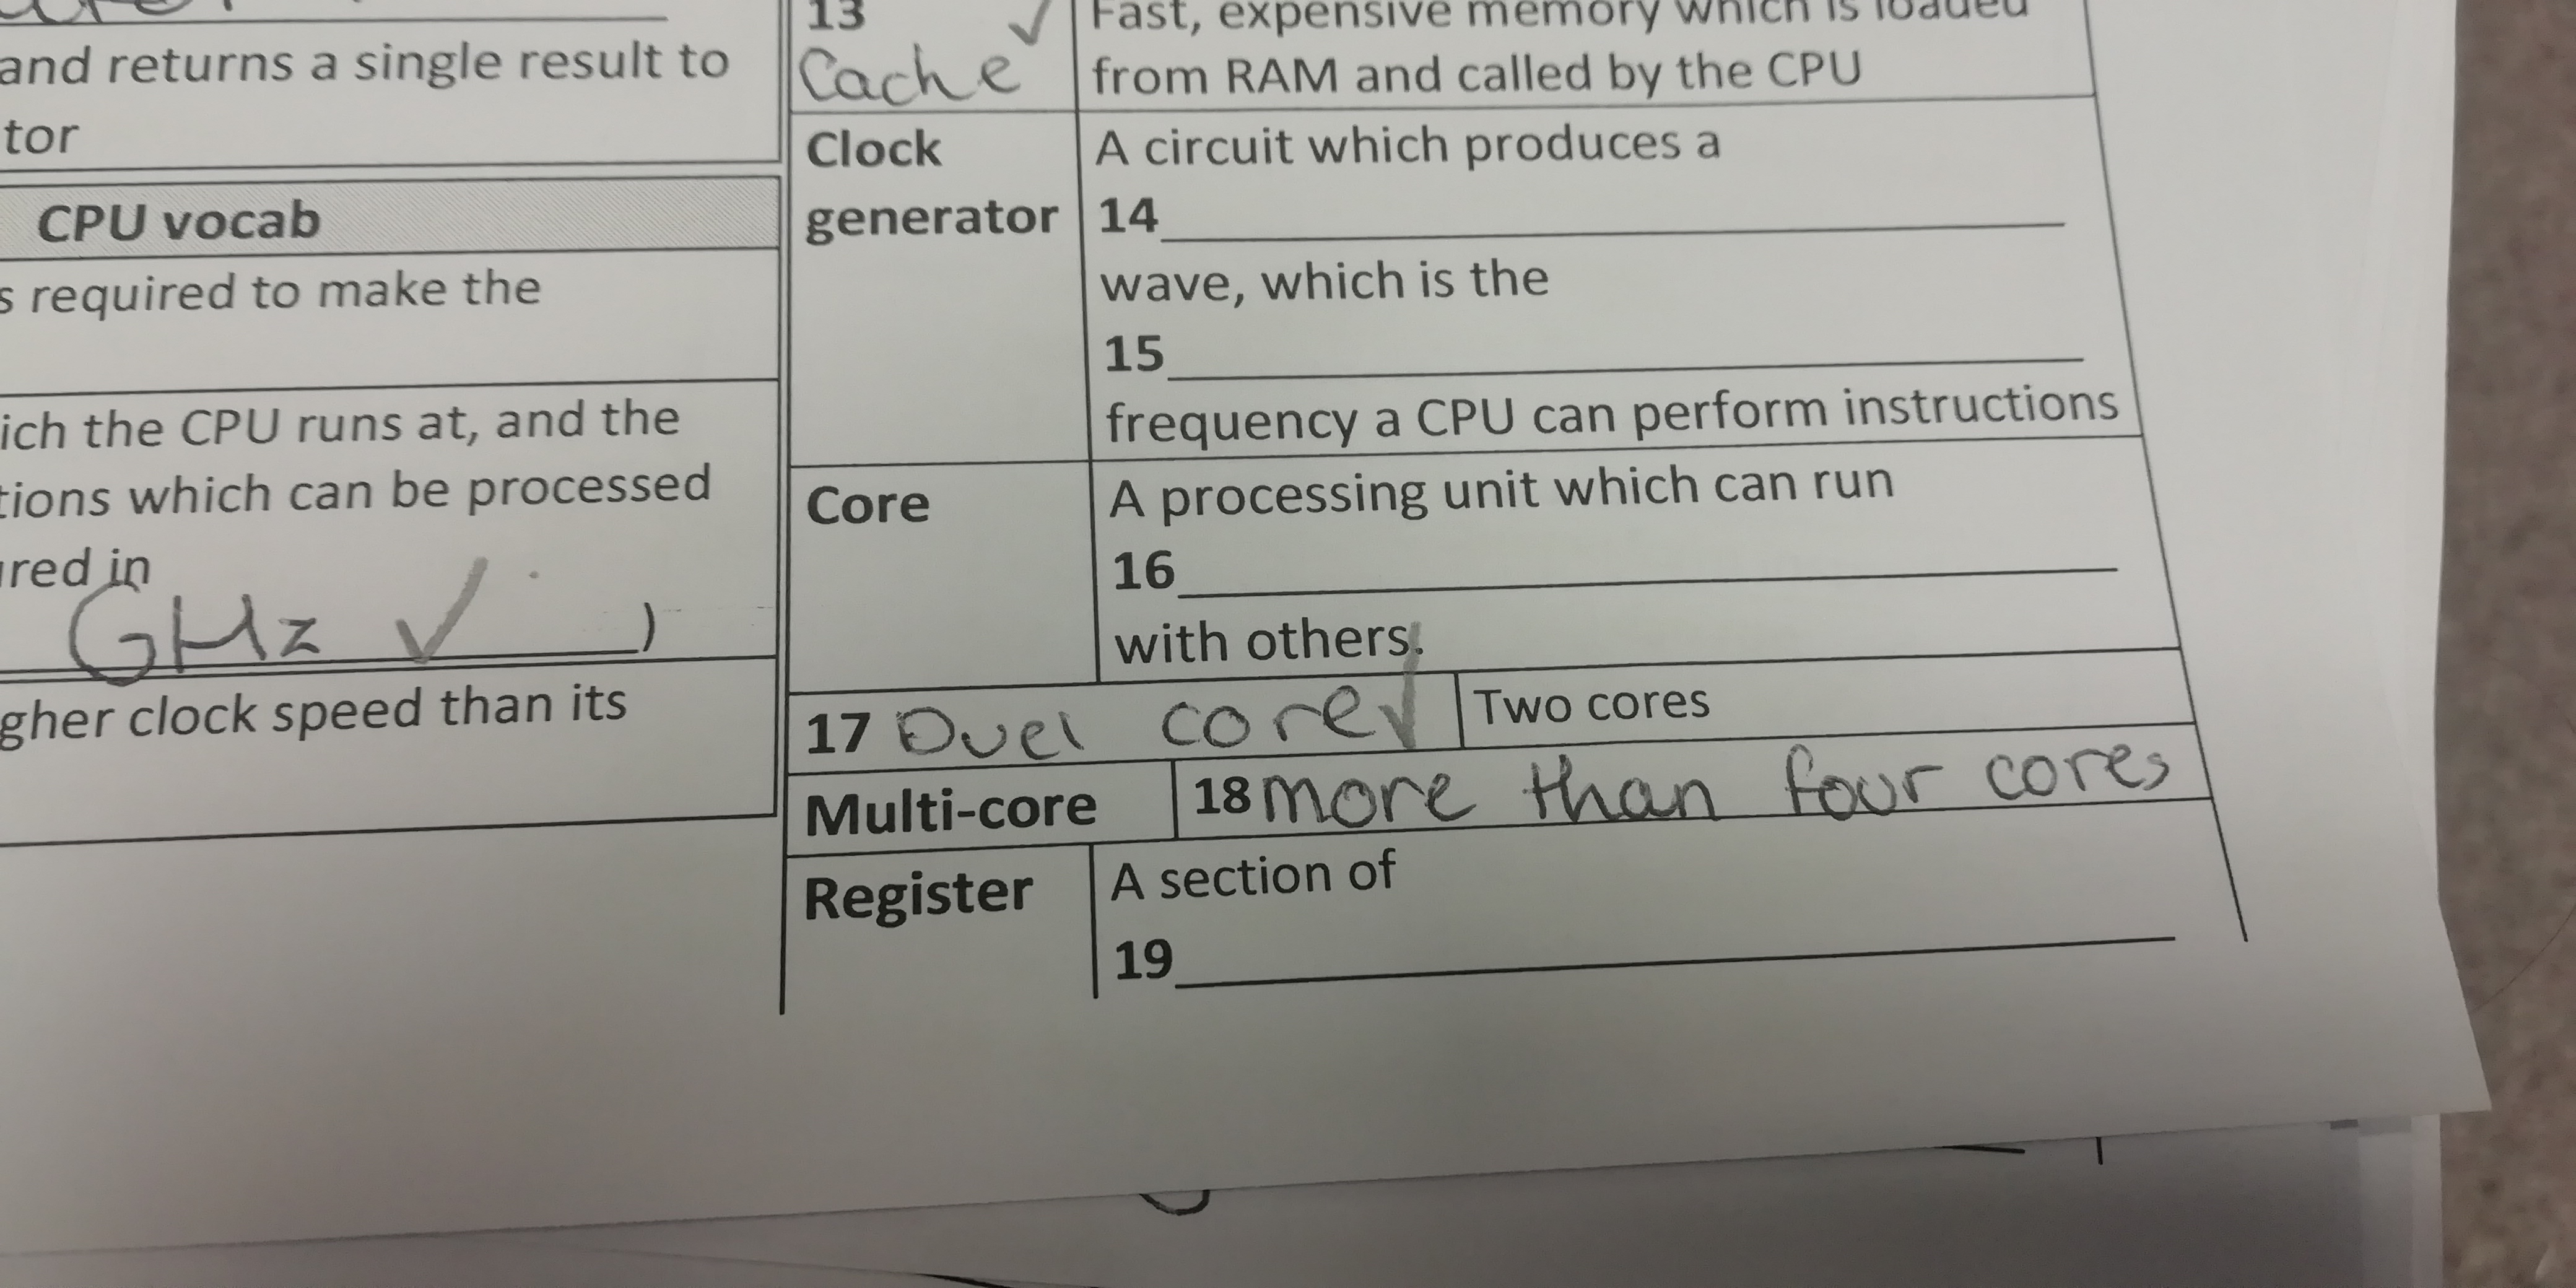 and returns a single result to
tor
CPU vocab
required to make the
the CPU runs at, and the
which can be processed
in
GHz ✓ )
clock speed than its
13
Cache ✓
Fast, expensive memory which is loaded
from RAM and called by the CPU
Clock
generator
A circuit which produces a
14
wave, which is the
15
frequency a CPU can perform instructions
Core
A processing unit which can run
16
with others.
17 Duel core ✓
Two cores
Multi-core
18 more than four cores
Register
A section of
19